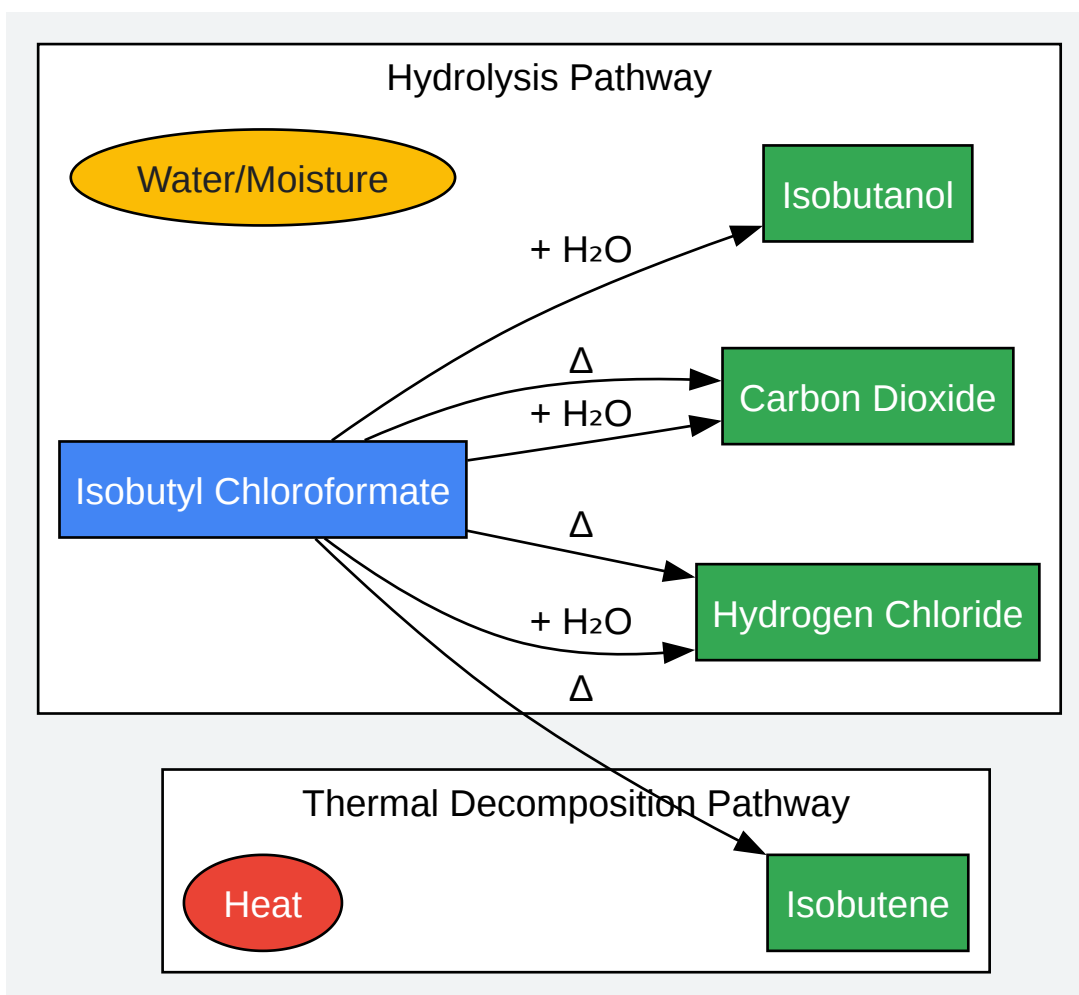 Hydrolysis Pathway
Water/Moisture
Isobutanol
+ H₂O
Δ
Carbon Dioxide
+ H₂O
Isobutyl Chloroformate
Δ
Hydrogen Chloride
+ H₂O
Δ
Thermal Decomposition Pathway
Heat
Isobutene